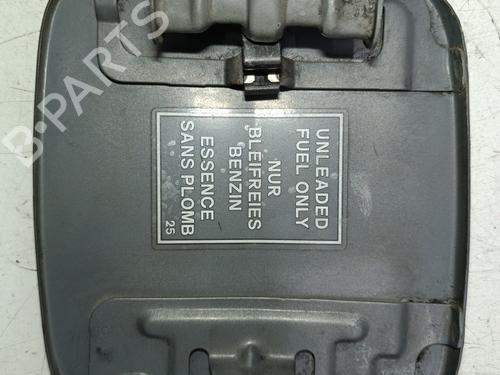 UNLEADED
FUEL ONLY
NUR
BLEIFREIES
BENZIN
ESSENCE
SANS PLOMB
25
B-PARTS